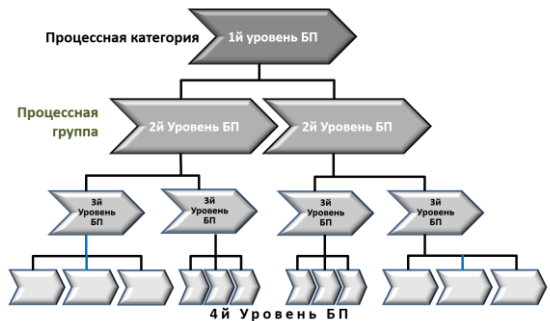 Процессная категория
1й уровень БП
Процессная
группа
2й Уровень БП
2й Уровень БП
3й
Уровень
БП
3й
Уровень
БП
3й
Уровень
БП
3й
Уровень
БП
4й Уровень БП